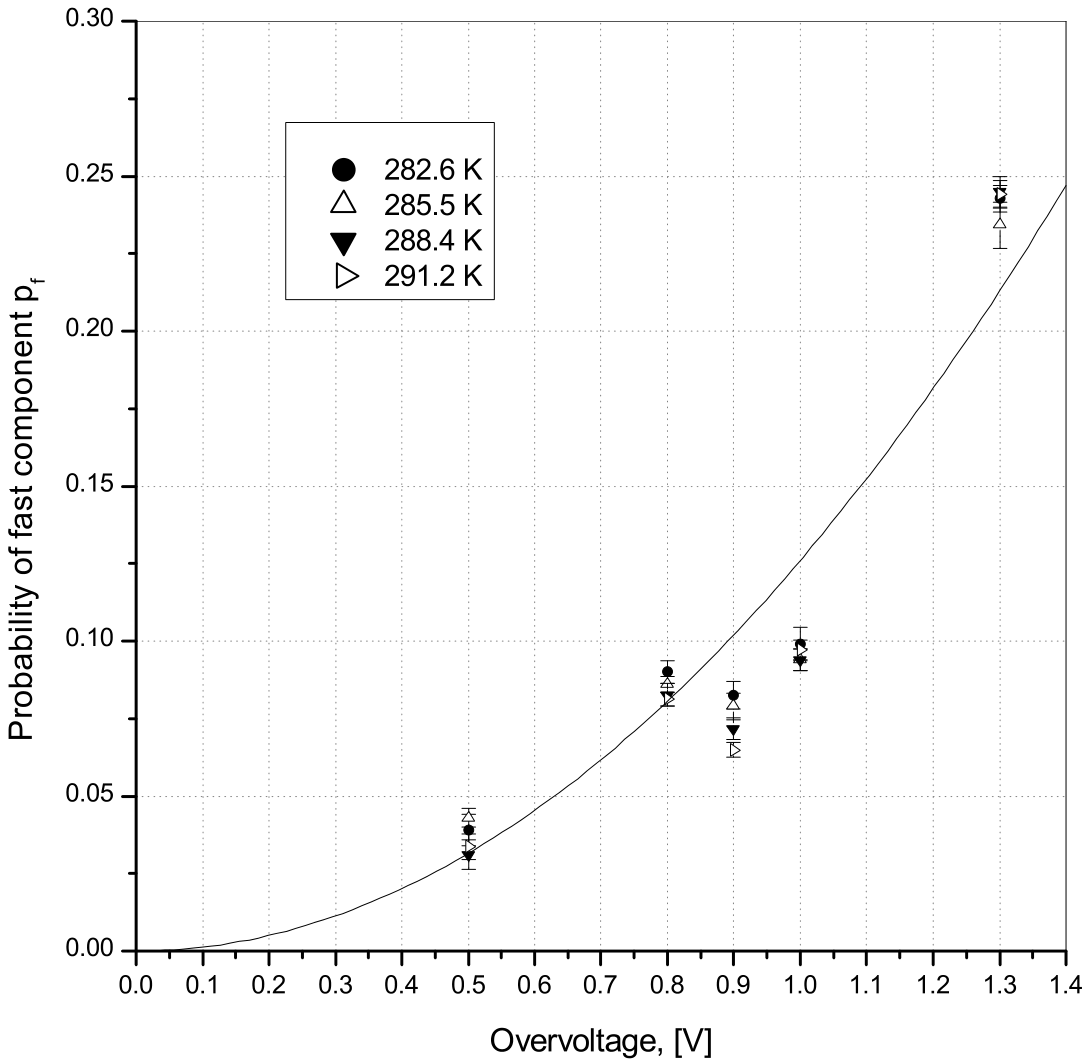 0.30
0.25
0.20
0.15
0.10
0.05
0.00
Probability of fast component pf
282.6 K
285.5 K
288.4 K
291.2 K
0.0 0.1 0.2 0.3 0.4 0.5 0.6 0.7 0.8 0.9 1.0 1.1 1.2 1.3 1.4
Overvoltage, [V]